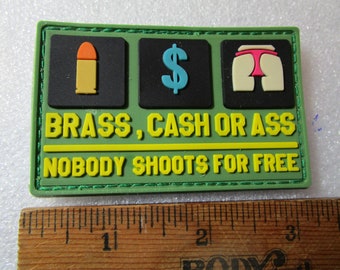 $
BRASS , CASH OR ASS
NOBODY SHOOTS FOR FREE
1 2 3